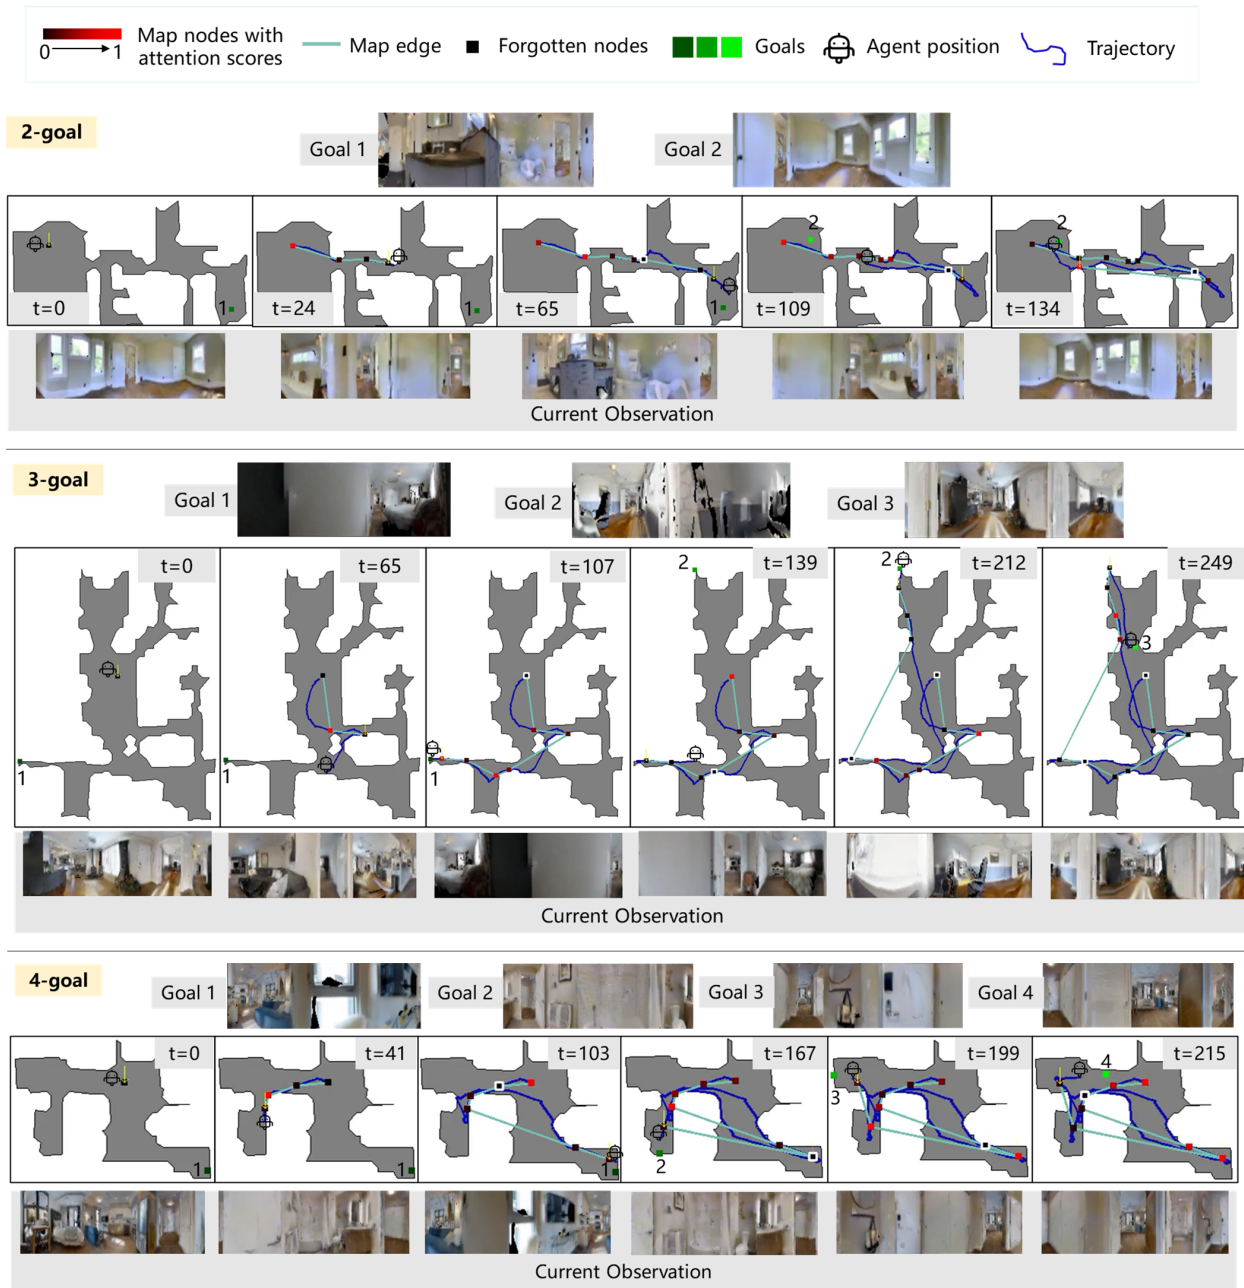 0 1
Map nodes with
attention scores
Map edge
Forgotten nodes
Goals
Agent position
Trajectory
2-goal
Goal 1
Goal 2
1
t=0
1
t=24
1
t=65
2
t=109
2
t=134
Current Observation
3-goal
Goal 1
Goal 2
Goal 3
t=0
1
t=65
1
t=107
1
t=139
2
t=212
2
t=249
3
Current Observation
4-goal
Goal 1
Goal 2
Goal 3
Goal 4
t=0
1
t=41
1
t=103
1
t=167
2
t=199
3
t=215
4
Current Observation